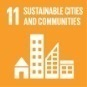 11 SUSTAINABLE CITIES
AND COMMUNITIES